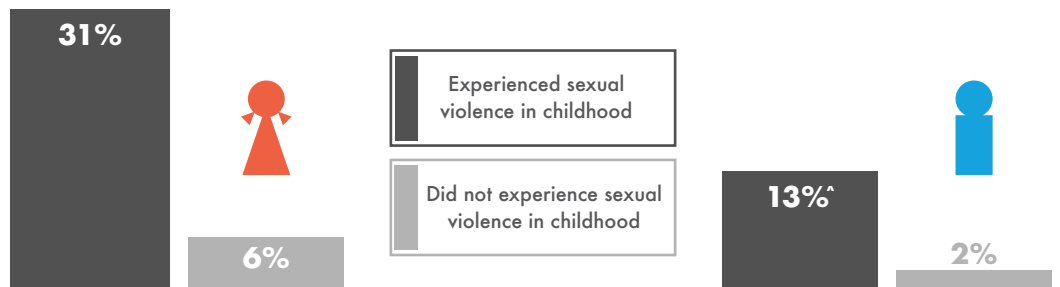 31%
Experienced sexual
violence in childhood
Did not experience sexual
violence in childhood
6%
13%^
2%